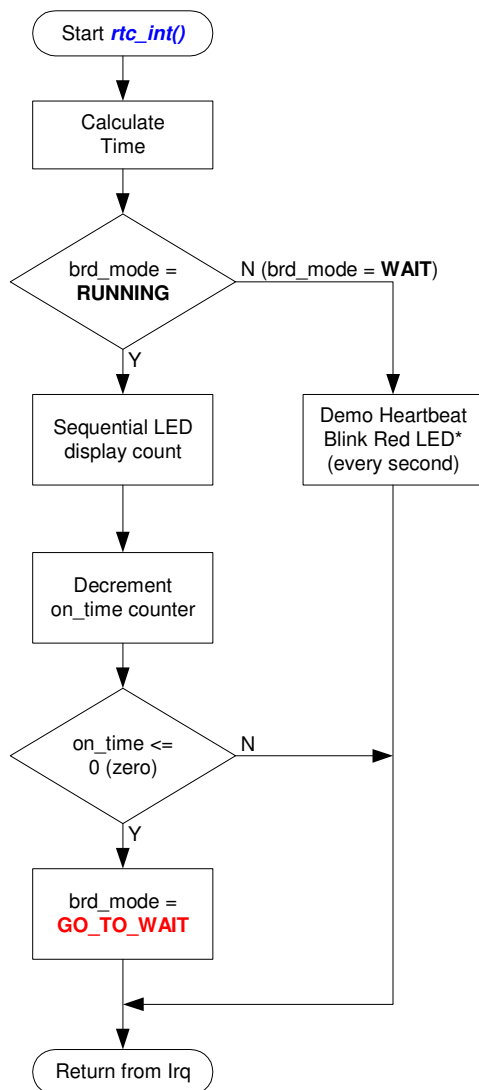 Start rtc_int()
Calculate
Time
brd_mode =
RUNNING
N (brd_mode = WAIT)
Y
Sequential LED
display count
Demo Heartbeat
Blink Red LED*
(every second)
Decrement
on_time counter
on_time <=
0 (zero)
N
Y
brd_mode =
GO_TO_WAIT
Return from Irq